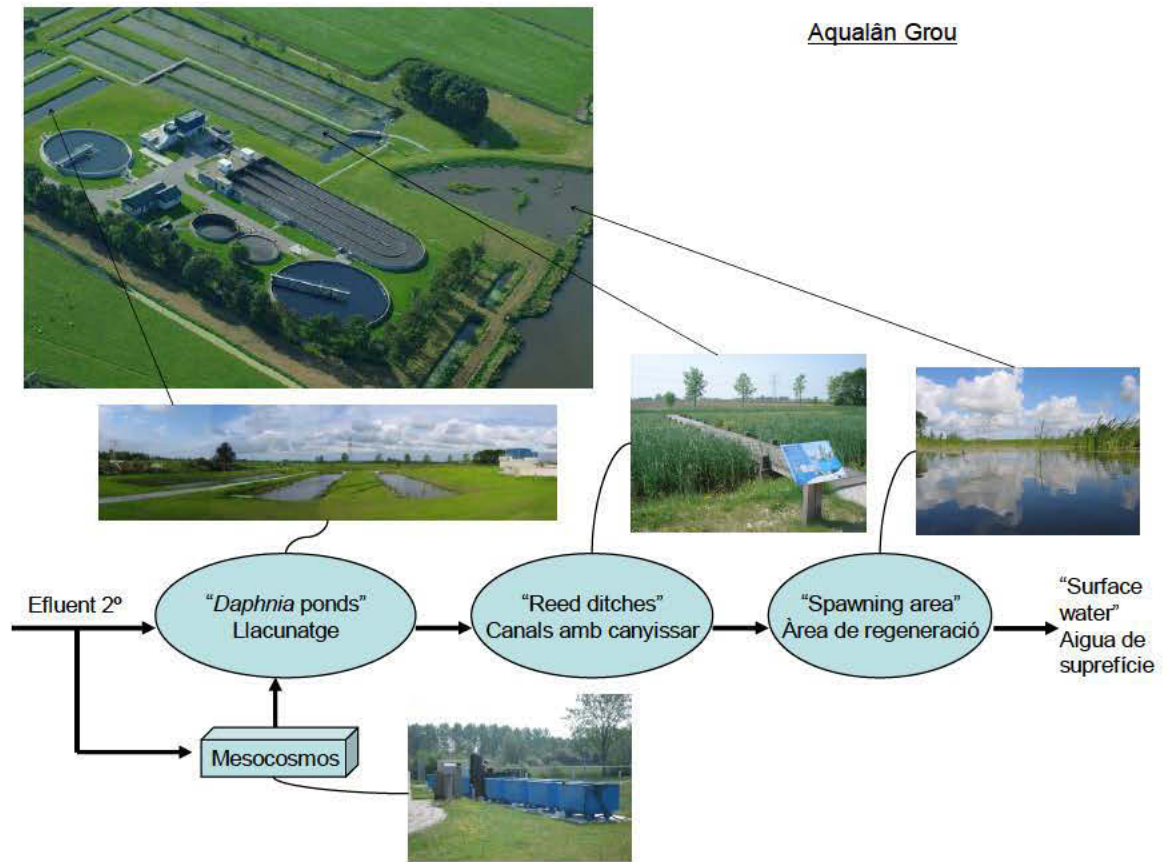 Aqualân Grou
Efluent 2º
“Daphnia ponds”
Llacunatge
“Reed ditches”
Canals amb canyissar
“Spawning area”
Àrea de regeneració
“Surface
water”
Aigua de
suprefície
Mesocosmos